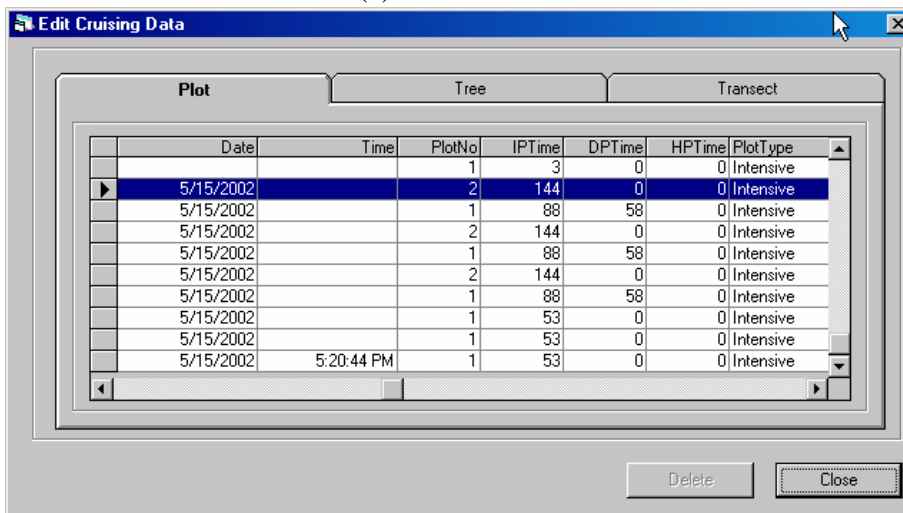 Edit Cruising Data
Plot Tree Transect
Date Time PlotNo IPTime DPTime HPTime PlotType
1 3 0 0 Intensive
5/15/2002 2 144 0 0 Intensive
5/15/2002 1 88 58 0 Intensive
5/15/2002 2 144 0 0 Intensive
5/15/2002 1 88 58 0 Intensive
5/15/2002 2 144 0 0 Intensive
5/15/2002 1 88 58 0 Intensive
5/15/2002 1 53 0 0 Intensive
5/15/2002 1 53 0 0 Intensive
5/15/2002 5:20:44 PM 1 53 0 0 Intensive
Delete Close